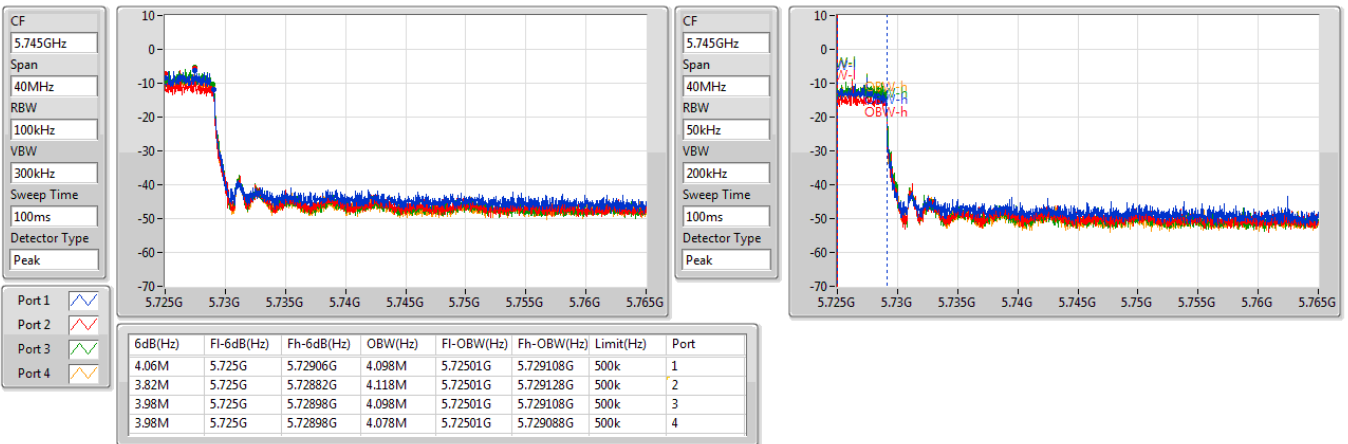 CF
5.745GHz
Span
40MHz
RBW
100kHz
VBW
300kHz
Sweep Time
100ms
Detector Type
Peak
10
0
-10
-20
-30
-40
-50
-60
-70
5.725G 5.73G 5.735G 5.74G 5.745G 5.75G 5.755G 5.76G 5.765G
CF
5.745GHz
Span
40MHz
RBW
50kHz
VBW
200kHz
Sweep Time
100ms
Detector Type
Peak
10
0
-10
-20
-30
-40
-50
-60
-70
OBW-h
5.725G 5.73G 5.735G 5.74G 5.745G 5.75G 5.755G 5.76G 5.765G
Port 1
Port 2
Port 3
Port 4
6dB(Hz) Fl-6dB(Hz) Fh-6dB(Hz) OBW(Hz) Fl-OBW(Hz) Fh-OBW(Hz) Limit(Hz) Port
4.06M 5.725G 5.72906G 4.098M 5.72501G 5.729108G 500k 1
3.82M 5.725G 5.72882G 4.118M 5.72501G 5.729128G 500k 2
3.98M 5.725G 5.72898G 4.098M 5.72501G 5.729108G 500k 3
3.98M 5.725G 5.72898G 4.078M 5.72501G 5.729088G 500k 4